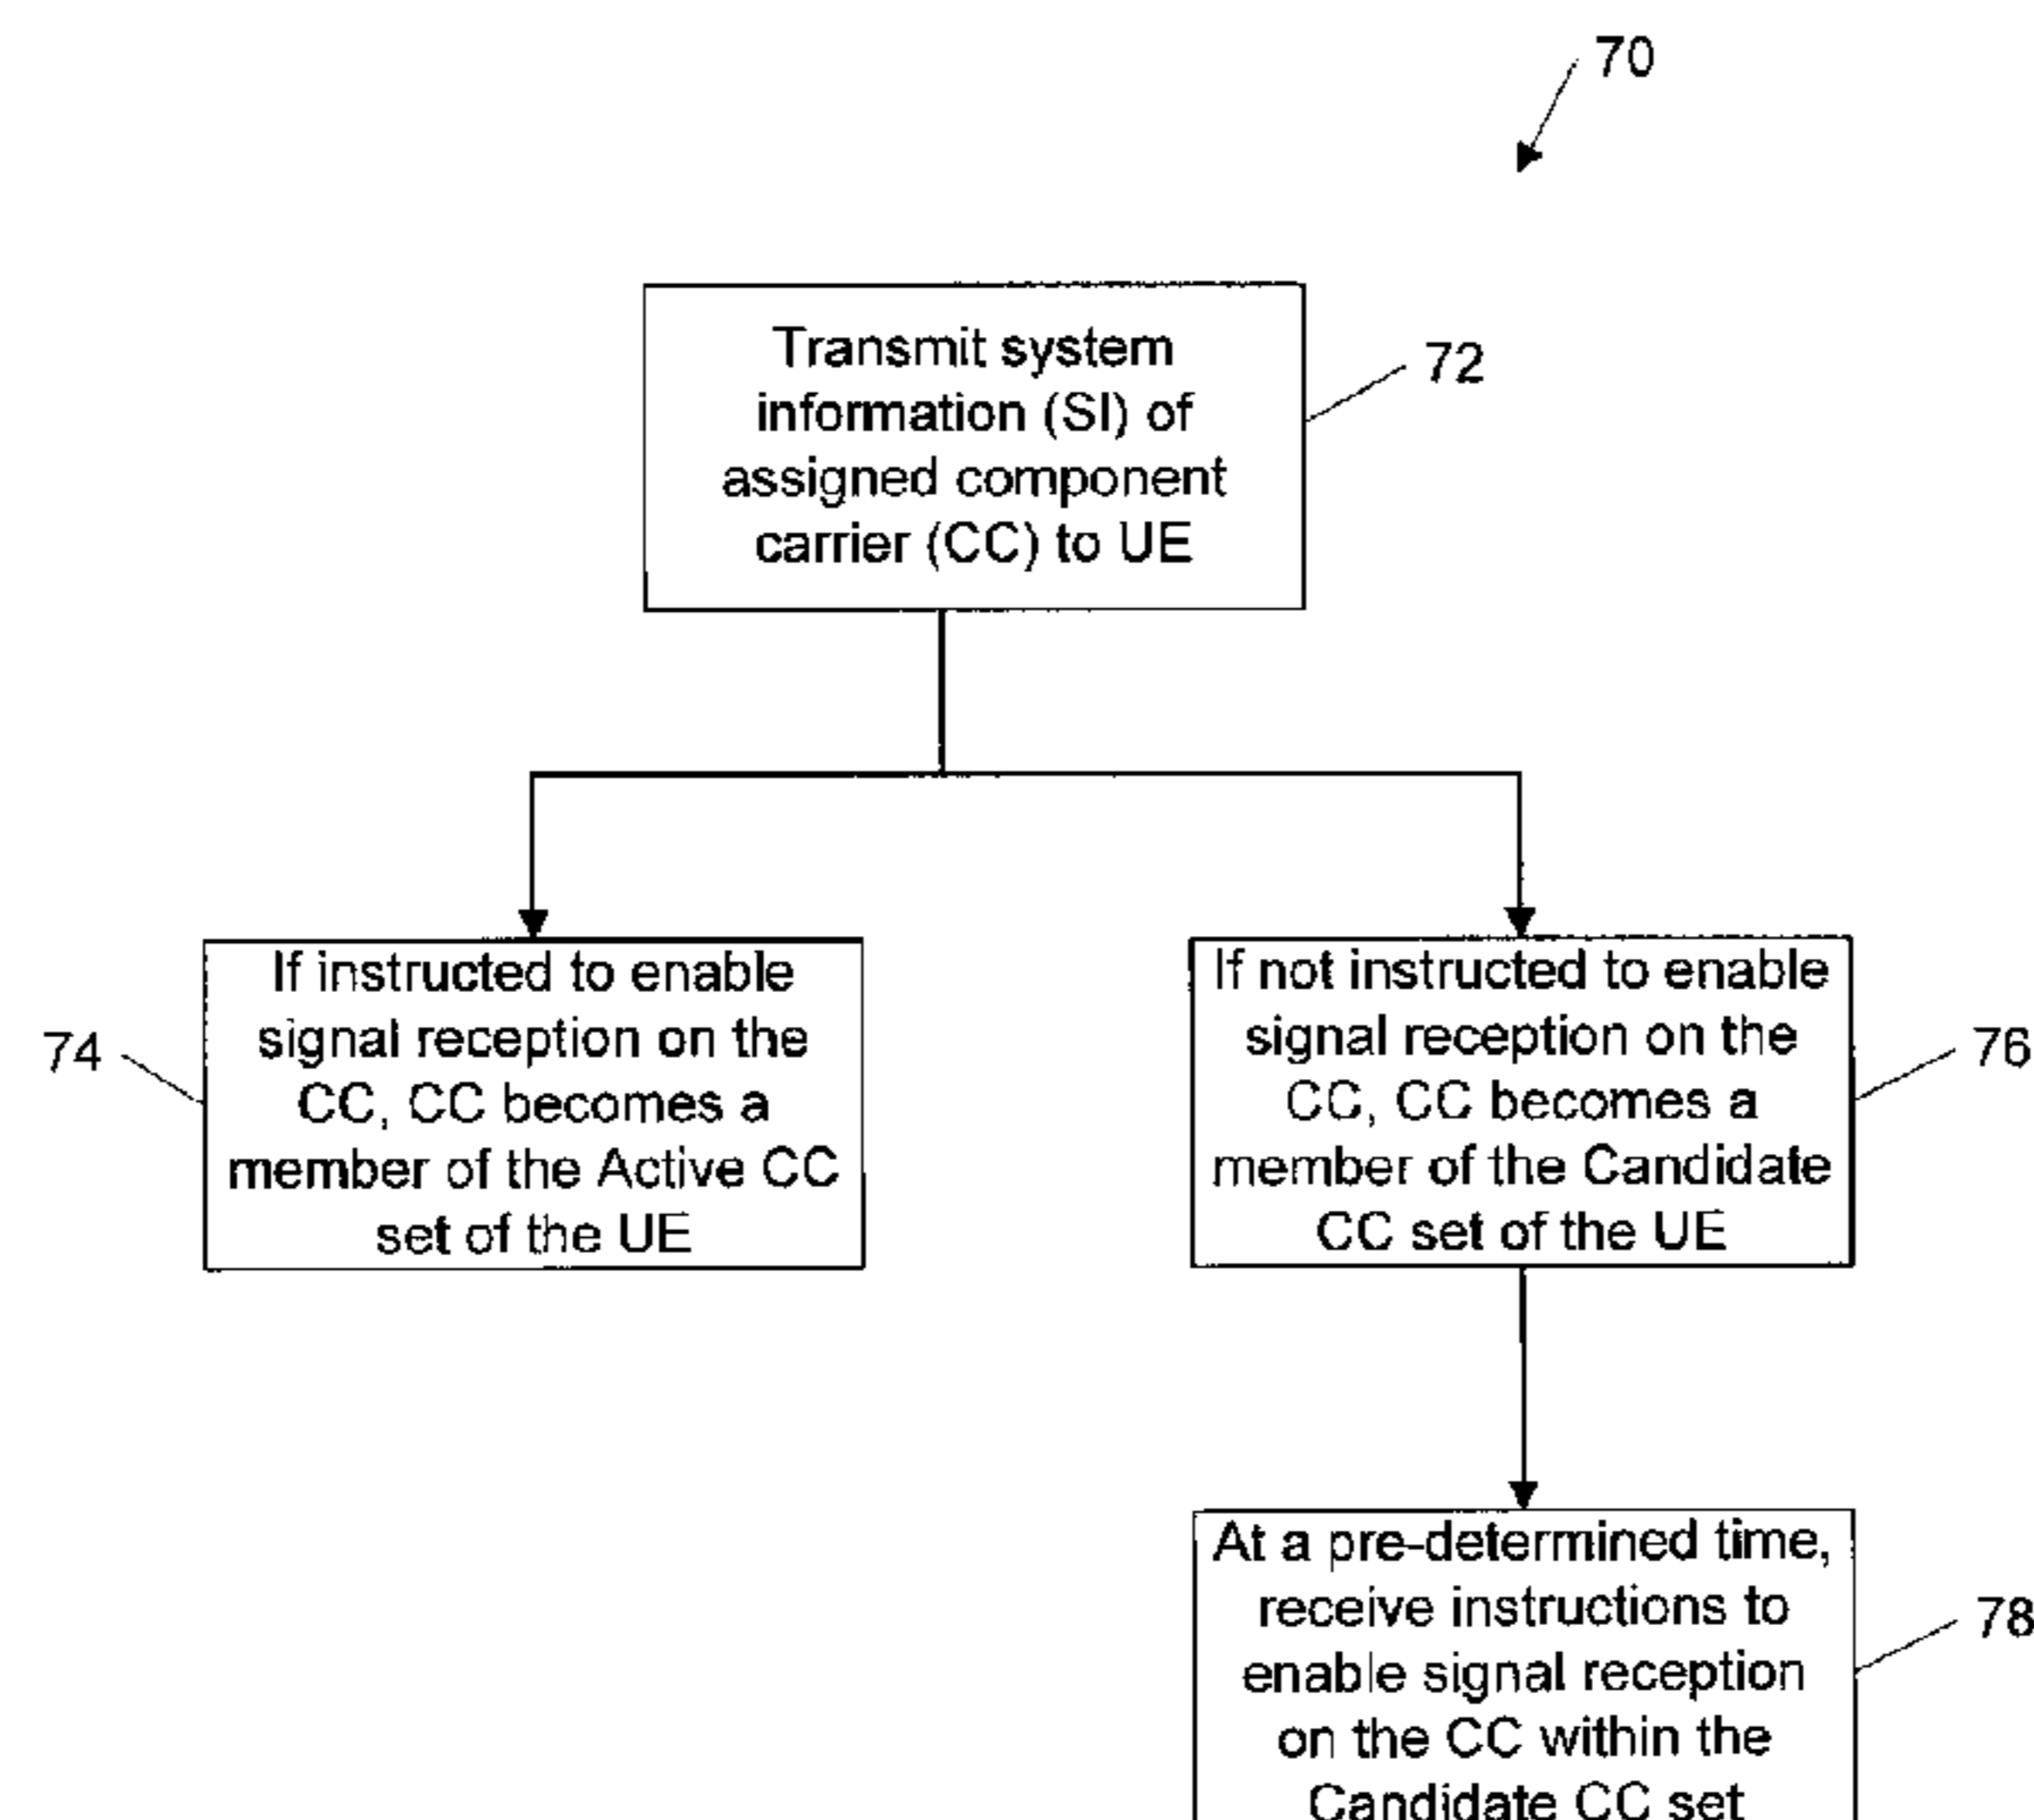 70
Transmit system
information (SI) of
assigned component
carrier (CC) to UE
72
If instructed to enable
signal reception on the
CC, CC becomes a
member of the Active CC
set of the UE
74
If not instructed to enable
signal reception on the
CC, CC becomes a
member of the Candidate
CC set of the UE
76
At a pre-determined time,
receive instructions to
enable signal reception
on the CC within the
Candidate CC set
78